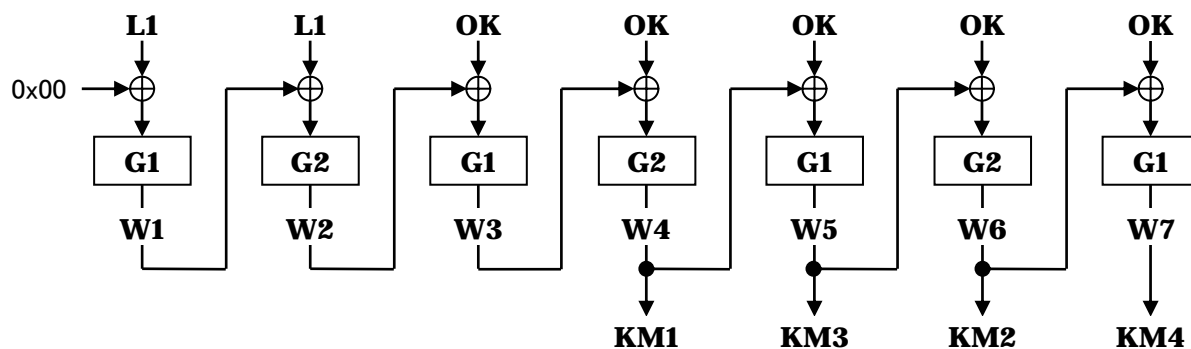 L1 L1 OK OK OK OK OK
0x00
G1 G2 G1 G2 G1 G2 G1
W1 W2 W3 W4 W5 W6 W7
KM1 KM3 KM2 KM4